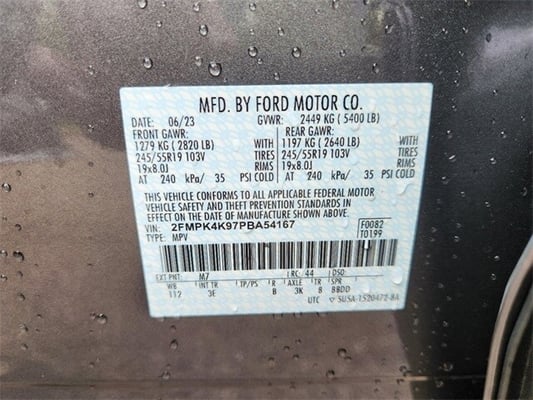 MFD. BY FORD MOTOR CO.
DATE: 06/23 GVWR: 2449 KG ( 5400 LB)
FRONT GAWR: REAR GAWR:
1279 KG ( 2820 LB) WITH 1197 KG ( 2640 LB) WITH
245/55R19 103V TIRES 245/55R19 103V TIRES
19x8.0J RIMS 19x8.0J RIMS
AT 240 kPa/ 35 PSI COLD AT 240 kPa/ 35 PSI COLD
THIS VEHICLE CONFORMS TO ALL APPLICABLE FEDERAL MOTOR
VEHICLE SAFETY AND THEFT PREVENTION STANDARDS IN EFFECT ON
THE DATE OF MANUFACTURE SHOWN ABOVE.
VIN: 2FMPK4K97PBA54167 F0082
TYPE: MPV T0199
EXT PNT: M7 RC: 44 DSO:
WB INT TR TP/PS R AXLE TR SPR
112 3E B 3K 8 BBDD
UTC SUSA-1520472-BA